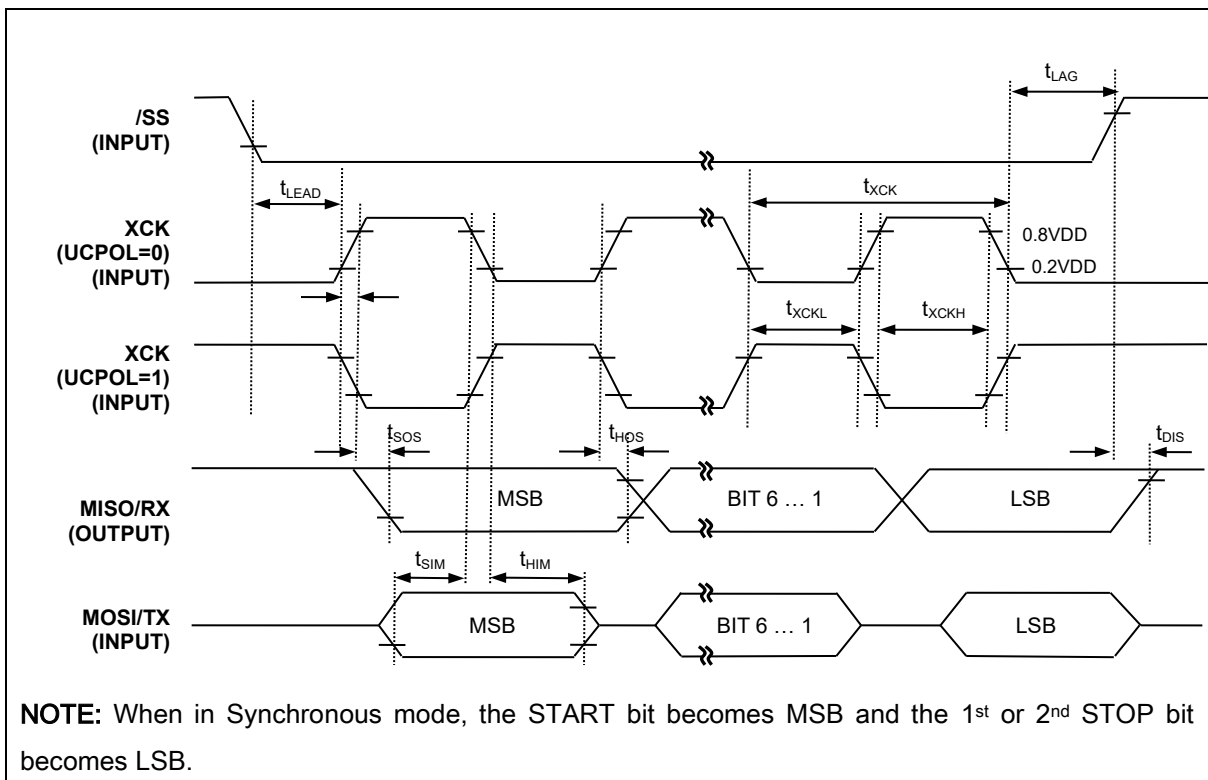 /SS
(INPUT)
tLAG
tLEAD
tXCK
XCK
(UCPOL=0)
(INPUT)
0.8VDD
0.2VDD
tXCKL
tXCKH
XCK
(UCPOL=1)
(INPUT)
tSOS
tHOS
tDIS
MISO/RX
(OUTPUT)
MSB
BIT 6 … 1
LSB
tSIM
tHIM
MOSI/TX
(INPUT)
MSB
BIT 6 … 1
LSB
NOTE: When in Synchronous mode, the START bit becomes MSB and the 1st or 2nd STOP bit
becomes LSB.